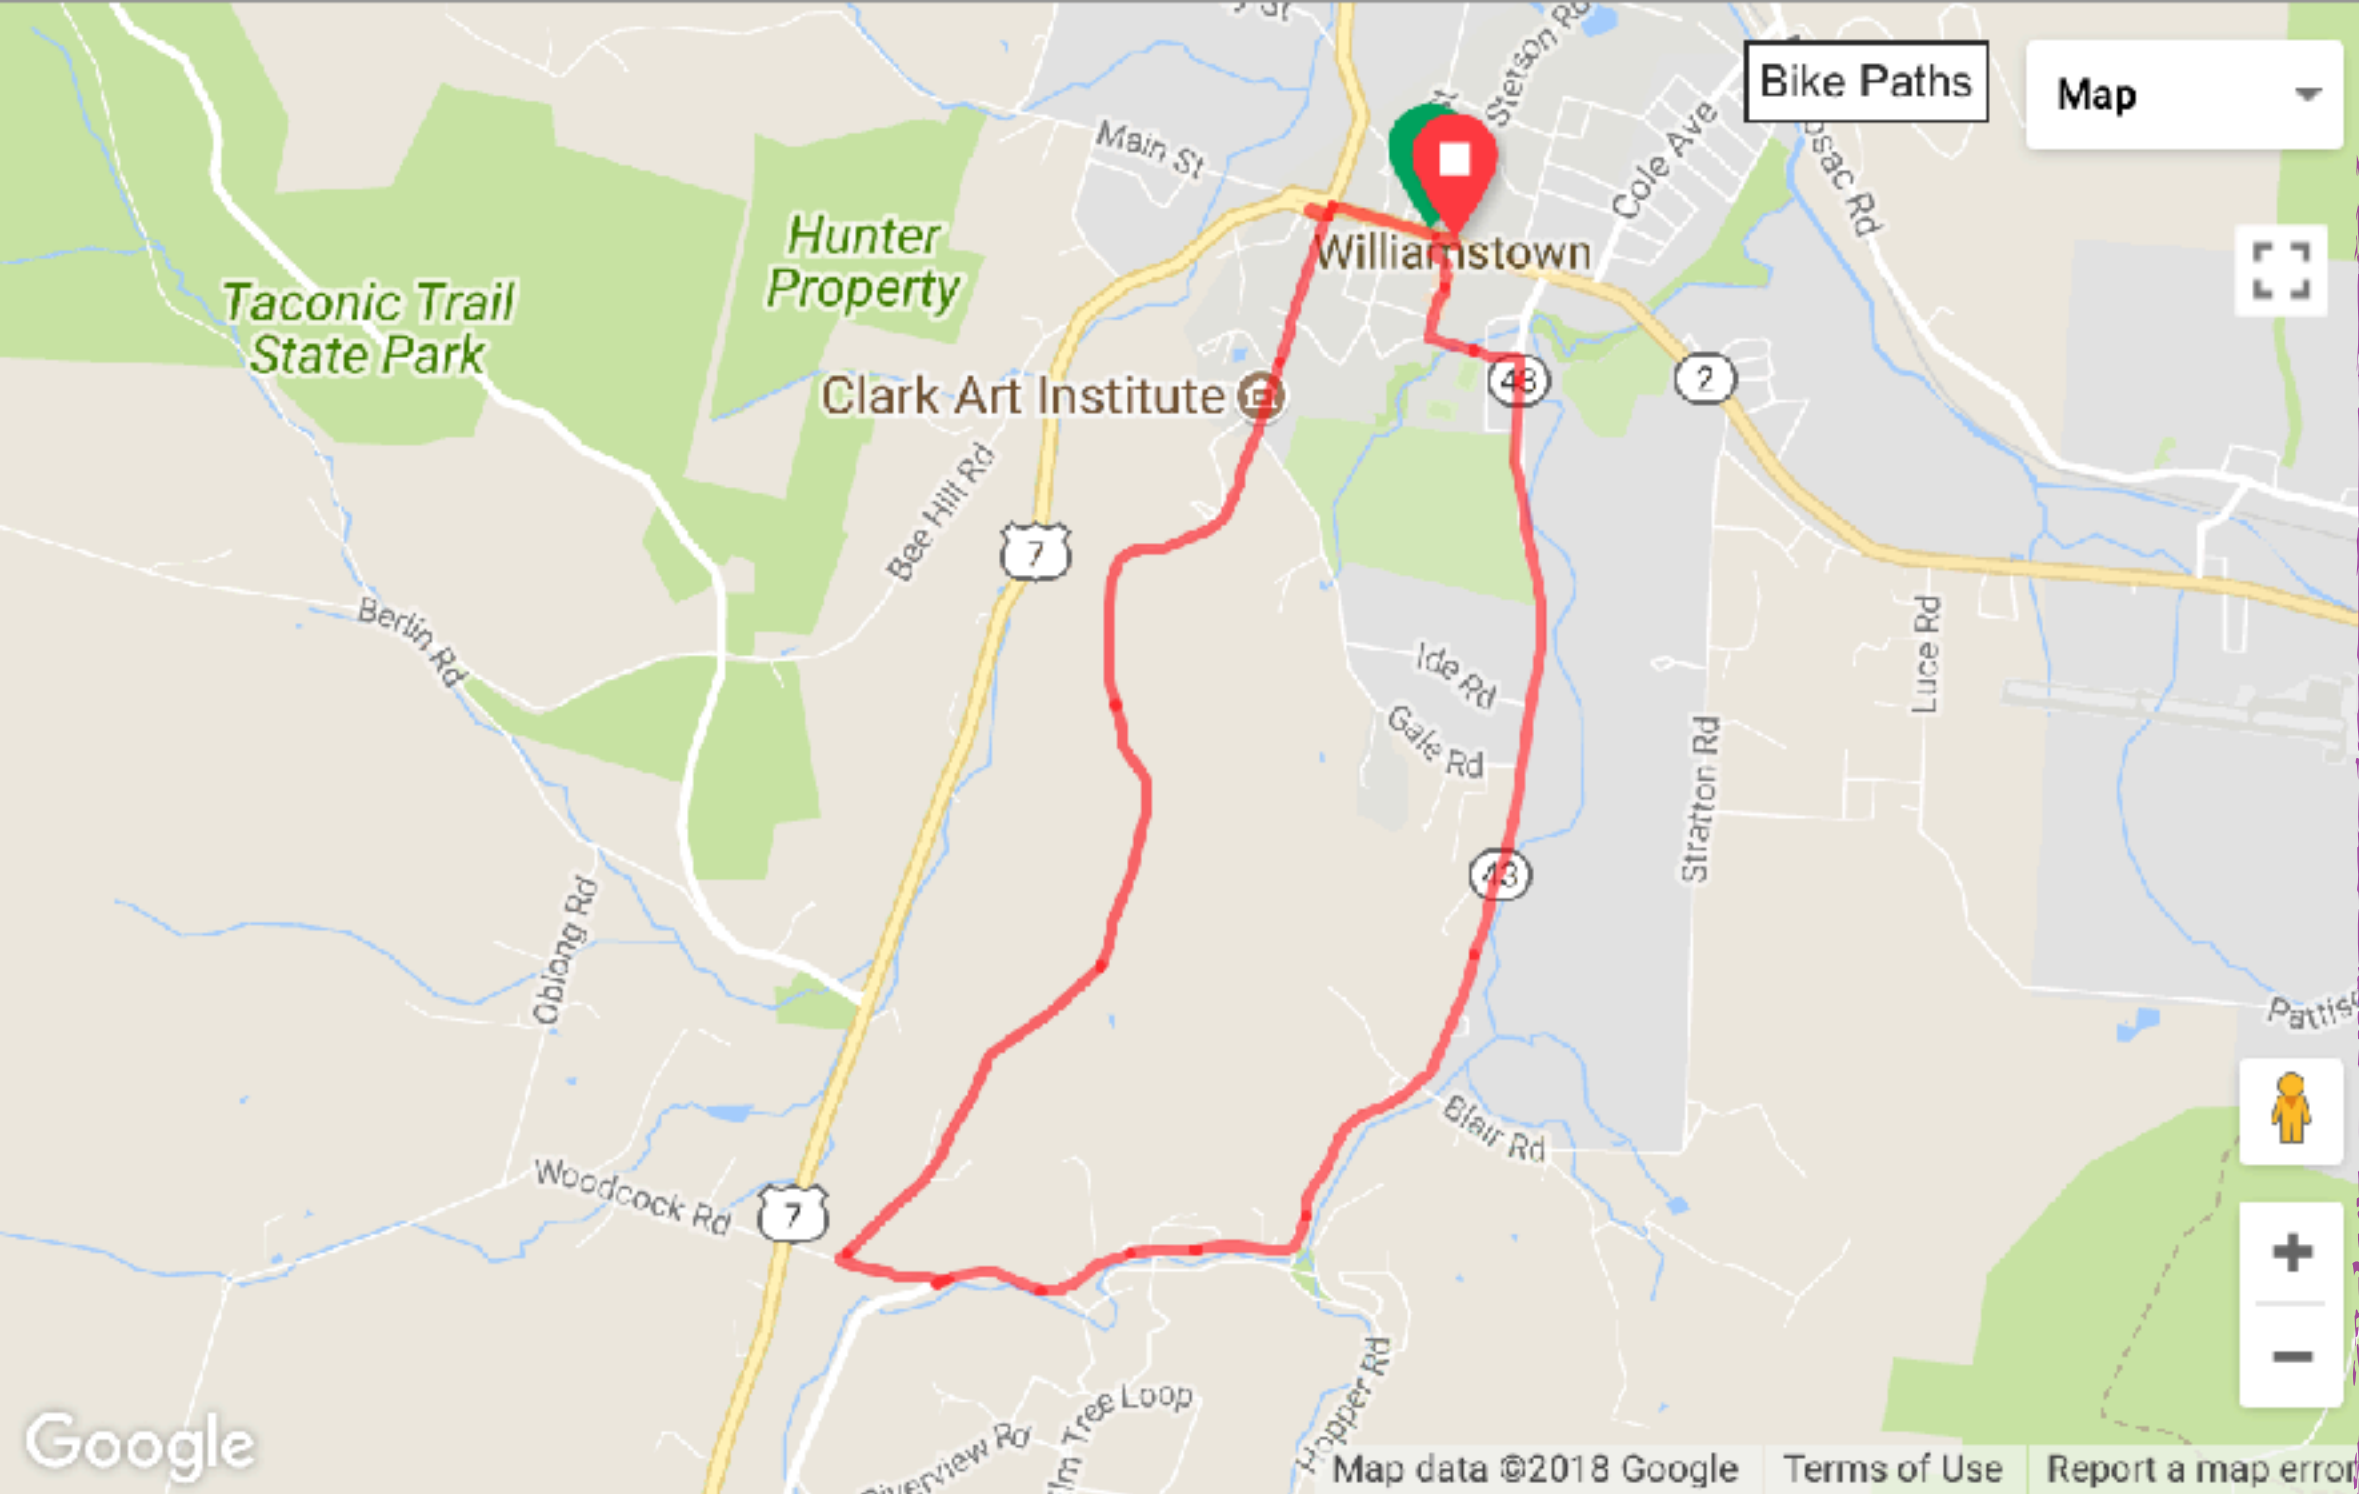 Stetson Rd
Bike Paths
Map
Main St
Cole Ave
Hunter
Property
Williamstown
Taconic Trail
State Park
43
2
Clark Art Institute
Bee Hill Rd
7
Berlin Rd
Ide Rd
Luce Rd
Gale Rd
Stratton Rd
43
Oblong Rd
Blair Rd
Woodcock Rd
7
Tree Loop
Hopper Rd
Riverview Rd
Google
Map data ©2018 Google
Terms of Use
Report a map error